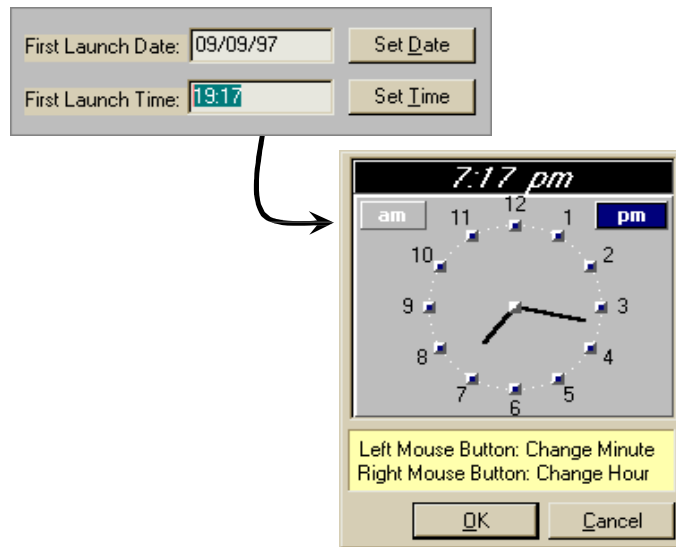 First Launch Date: 09/09/97 Set Date
First Launch Time: 19:17 Set Time
7:17 pm
am pm
12
11 1
10 2
9 3
8 4
7 5
6
Left Mouse Button: Change Minute
Right Mouse Button: Change Hour
OK Cancel